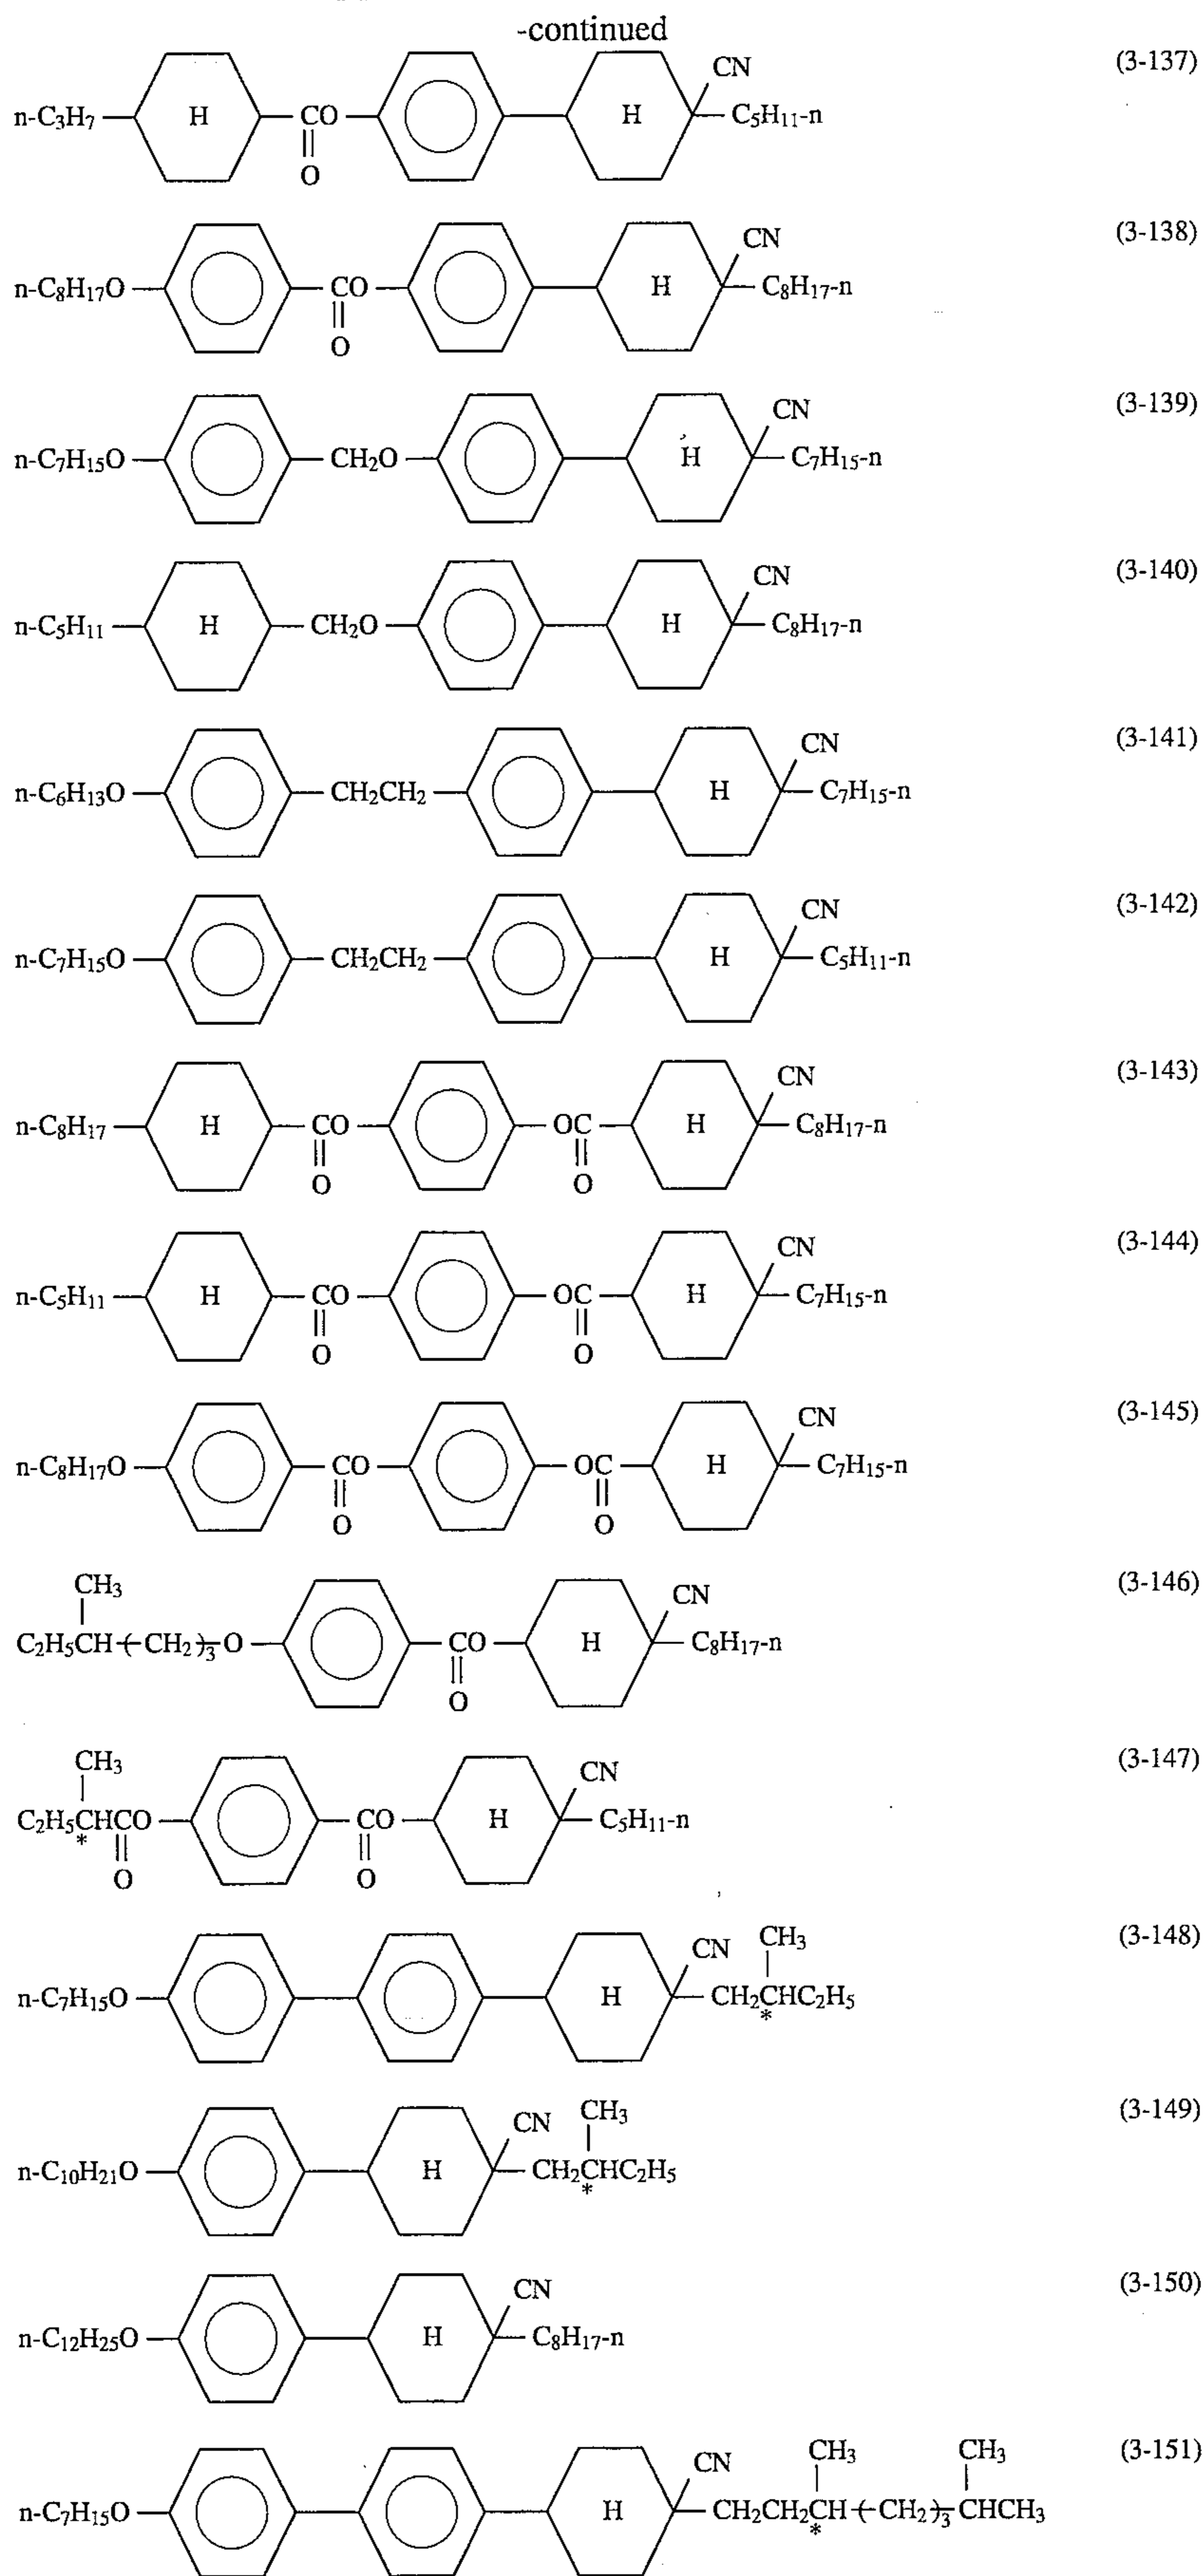 -continued
n-C3H7 H CO O H CN C5H11-n (3-137)
n-C8H17O CO O H CN C8H17-n (3-138)
n-C7H15O CH2O H CN C7H15-n (3-139)
n-C5H11 H CH2O H CN C8H17-n (3-140)
n-C6H13O CH2CH2 H CN C7H15-n (3-141)
n-C7H15O CH2CH2 H CN C5H11-n (3-142)
n-C8H17 H CO O OC O H CN C8H17-n (3-143)
n-C5H11 H CO O OC O H CN C7H15-n (3-144)
n-C8H17O CO O OC O H CN C7H15-n (3-145)
CH3 C2H5CH(CH2)3O CO O H CN C8H17-n (3-146)
CH3 C2H5CHCO * O CO O H CN C5H11-n (3-147)
n-C7H15O H CN CH3 CH2CHC2H5 * (3-148)
n-C10H21O H CN CH3 CH2CHC2H5 * (3-149)
n-C12H25O H CN C8H17-n (3-150)
n-C7H15O H CN CH3 CH3 CH2CH2CH(CH2)3CHCH3 * (3-151)